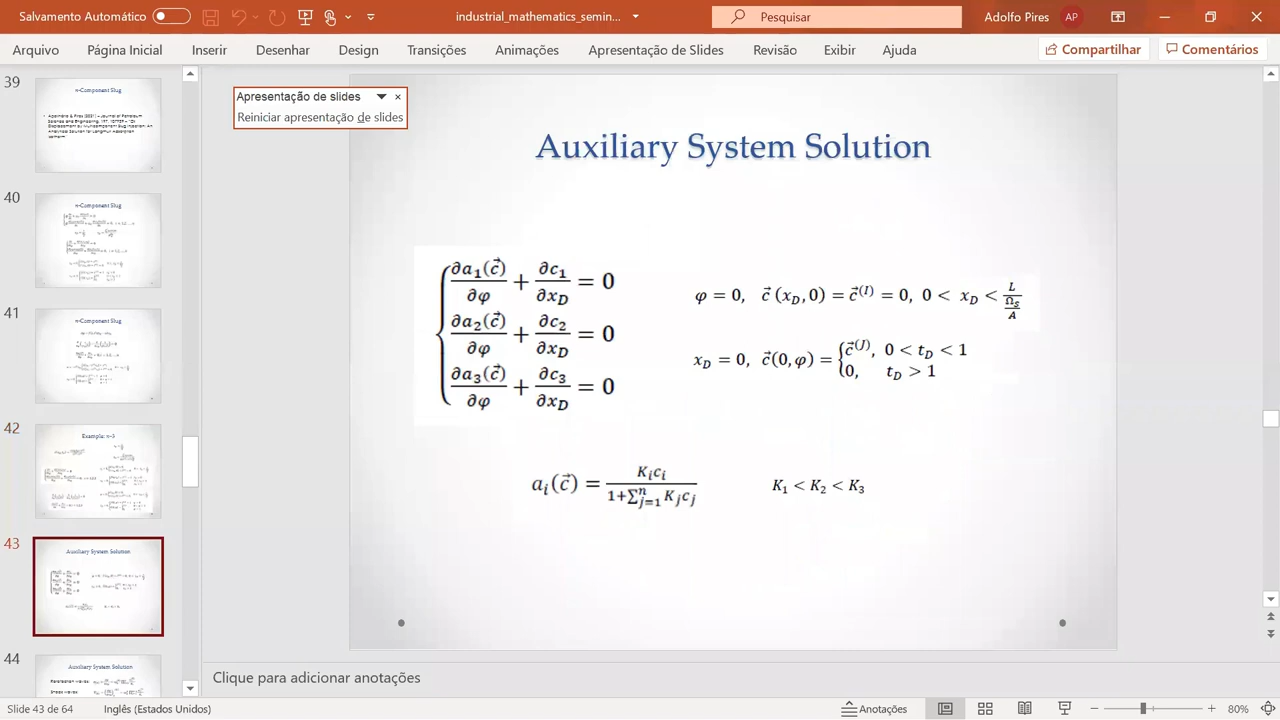 Salvamento Automático
industrial_mathematics_semin...
Pesquisar
Adolfo Pires
AP
Arquivo
Página Inicial
Inserir
Desenhar
Design
Transições
Animações
Apresentação de Slides
Revisão
Exibir
Ajuda
Compartilhar
Comentários
39
n-Component Slug
40
n-Component Slug
41
n-Component Slug
42
Example: n=3
43
Auxiliary System Solution
44
Auxiliary System Solution
Apresentação de slides
Reiniciar apresentação de slides
Auxiliary System Solution
∂a₁(c⃗)/∂φ + ∂c₁/∂x_D = 0
∂a₂(c⃗)/∂φ + ∂c₂/∂x_D = 0
∂a₃(c⃗)/∂φ + ∂c₃/∂x_D = 0
φ = 0, c⃗ (x_D, 0) = c⃗^(I) = 0, 0 < x_D < L/(Ω_s/A)
x_D = 0, c⃗(0, φ) = { c⃗^(J), 0 < t_D < 1
0, t_D > 1
a_i(c⃗) = K_i c_i / (1+∑_{j=1}^{n} K_j c_j)
K₁ < K₂ < K₃
Clique para adicionar anotações
Slide 43 de 64
Inglês (Estados Unidos)
Anotações
80%